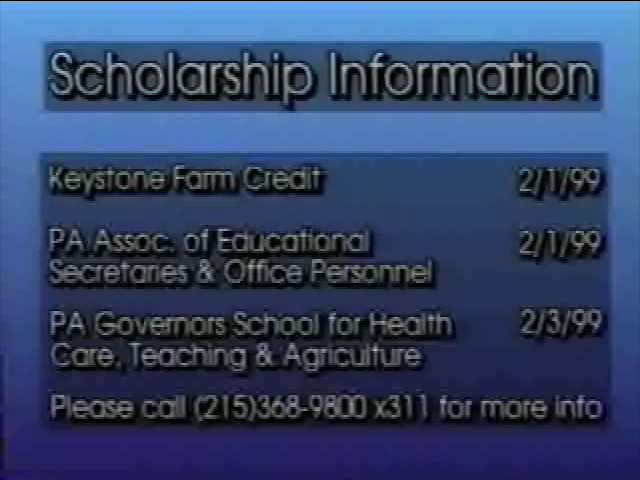 Scholarship Information
Keystone Farm Credit 2/1/99
PA Assoc. of Educational 2/1/99
Secretaries & Office Personnel
PA Governors School for Health 2/3/99
Care, Teaching & Agriculture
Please call (215)368-9800 x311 for more info